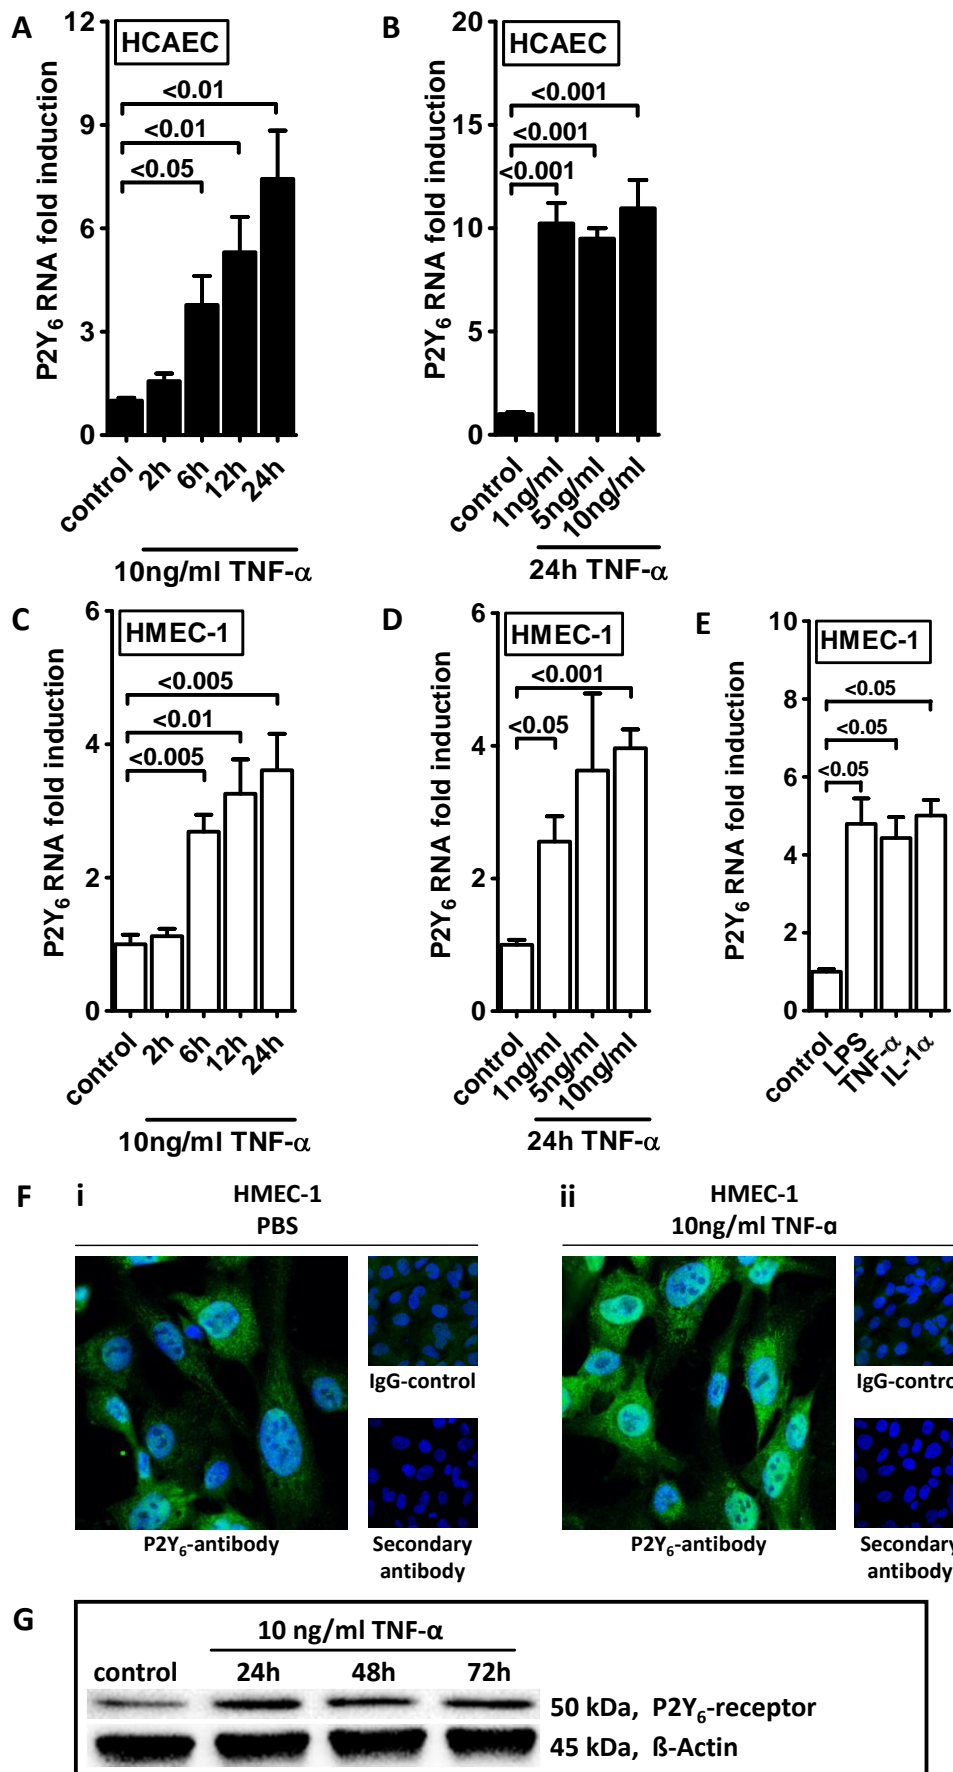 A
HCAEC
P2Y6 RNA fold induction
12
9
6
3
0
<0.01
<0.01
<0.05
control
2h
6h
12h
24h
10ng/ml TNF-α
B
HCAEC
P2Y6 RNA fold induction
20
15
10
5
0
<0.001
<0.001
<0.001
control
1ng/ml
5ng/ml
10ng/ml
24h TNF-α
C
HMEC-1
P2Y6 RNA fold induction
6
4
2
0
<0.005
<0.01
<0.005
control
2h
6h
12h
24h
10ng/ml TNF-α
D
HMEC-1
P2Y6 RNA fold induction
6
4
2
0
<0.001
<0.05
control
1ng/ml
5ng/ml
10ng/ml
24h TNF-α
E
HMEC-1
P2Y6 RNA fold induction
10
8
6
4
2
0
<0.05
<0.05
<0.05
control
LPS
TNF-α
IL-1α
F
i
HMEC-1
PBS
P2Y6-antibody
IgG-control
Secondary
antibody
ii
HMEC-1
10ng/ml TNF-α
P2Y6-antibody
IgG-contro
Secondary
antibody
G
10 ng/ml TNF-α
control 24h 48h 72h
50 kDa, P2Y6-receptor
45 kDa, ß-Actin